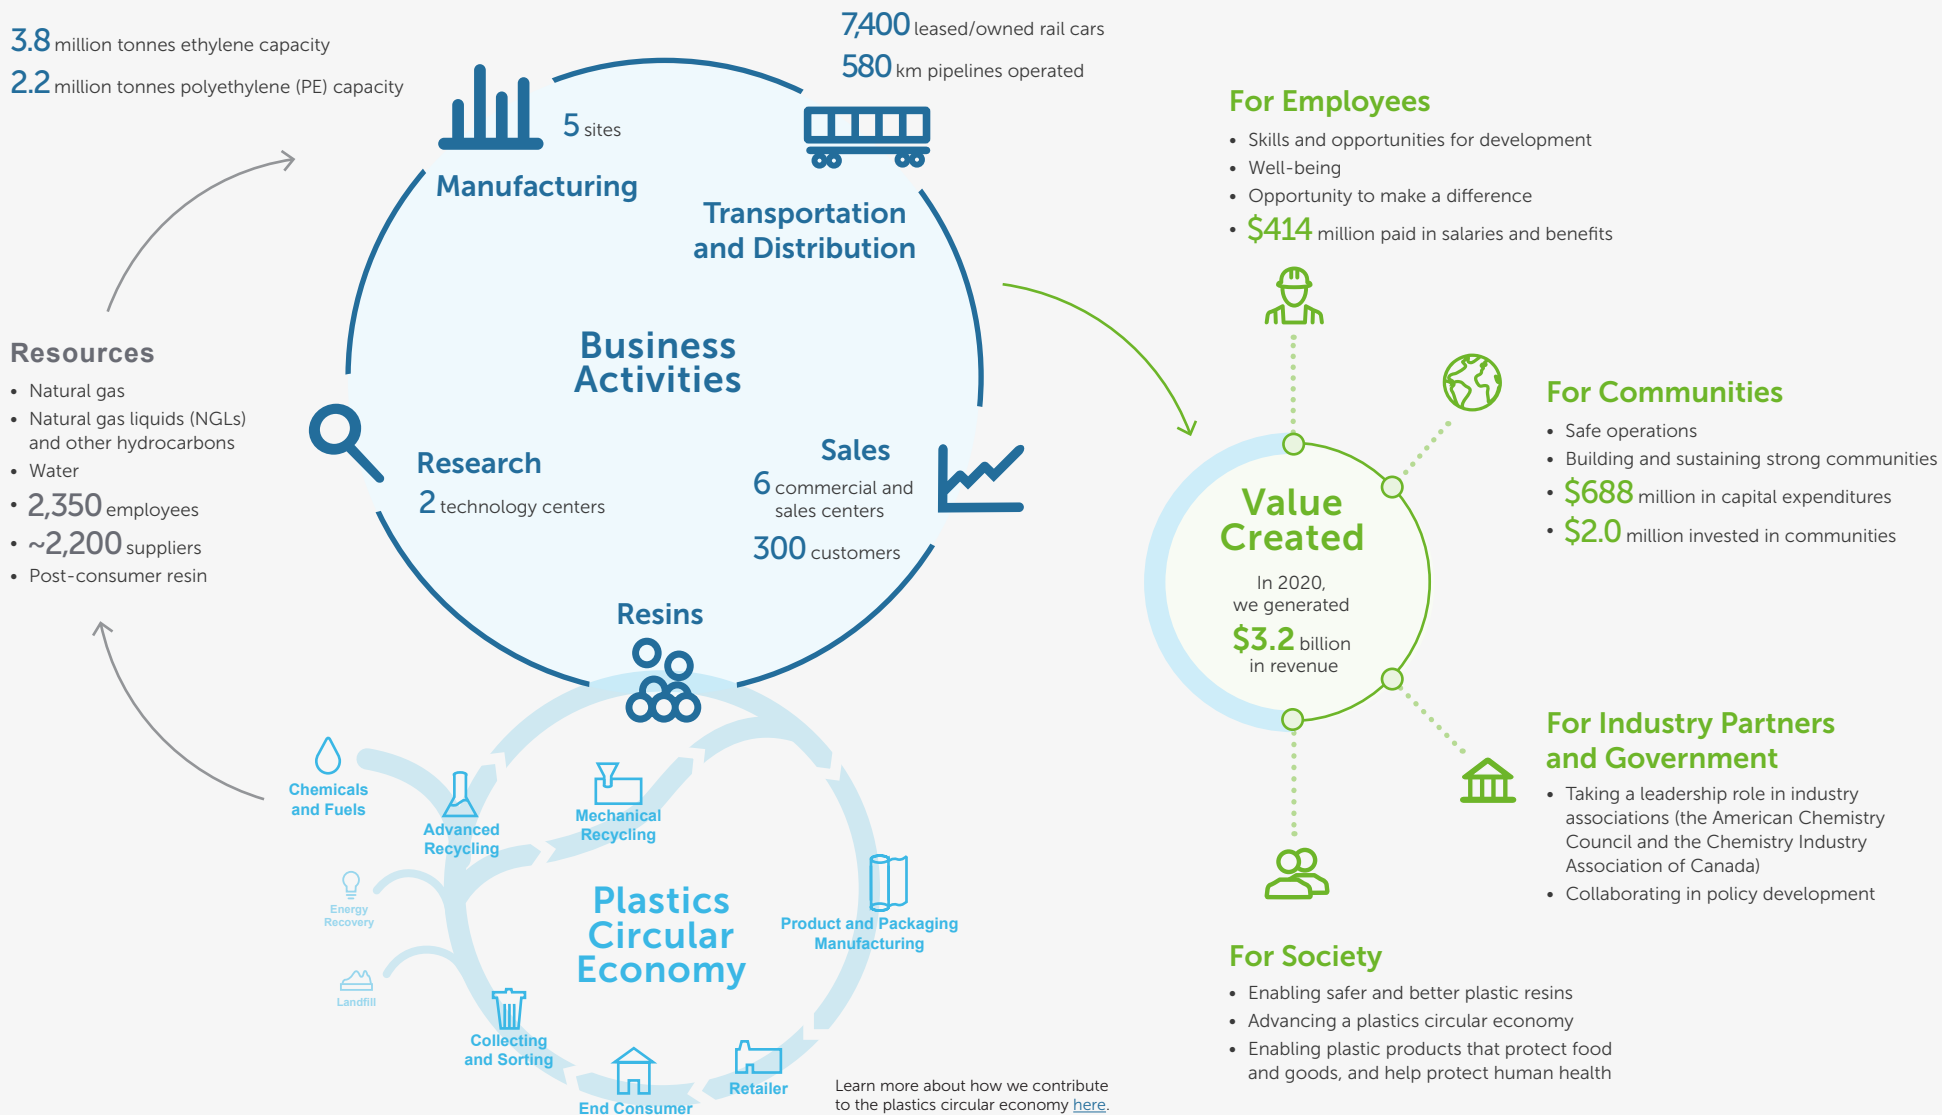 3.8 million tonnes ethylene capacity
2.2 million tonnes polyethylene (PE) capacity
7,400 leased/owned rail cars
580 km pipelines operated
5 sites
Manufacturing
Transportation
and Distribution
Business
Activities
Resources
• Natural gas
• Natural gas liquids (NGLs)
and other hydrocarbons
• Water
• 2,350 employees
• ~2,200 suppliers
• Post-consumer resin
Research
2 technology centers
Sales
6 commercial and
sales centers
300 customers
Resins
Chemicals
and Fuels
Advanced
Recycling
Mechanical
Recycling
Energy
Recovery
Landfill
Plastics
Circular
Economy
Product and Packaging
Manufacturing
Collecting
and Sorting
End Consumer
Retailer
Learn more about how we contribute
to the plastics circular economy here.
For Employees
• Skills and opportunities for development
• Well-being
• Opportunity to make a difference
• $414 million paid in salaries and benefits
For Communities
• Safe operations
• Building and sustaining strong communities
• $688 million in capital expenditures
• $2.0 million invested in communities
Value
Created
In 2020,
we generated
$3.2 billion
in revenue
For Industry Partners
and Government
• Taking a leadership role in industry
associations (the American Chemistry
Council and the Chemistry Industry
Association of Canada)
• Collaborating in policy development
For Society
• Enabling safer and better plastic resins
• Advancing a plastics circular economy
• Enabling plastic products that protect food
and goods, and help protect human health